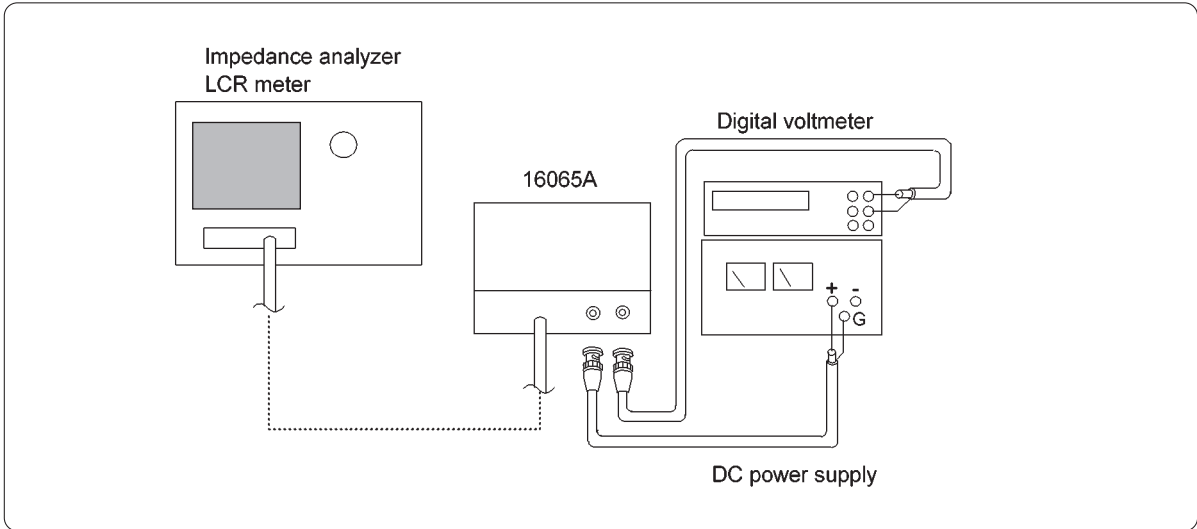 Impedance analyzer
LCR meter
Digital voltmeter
16065A
+ -
G
DC power supply